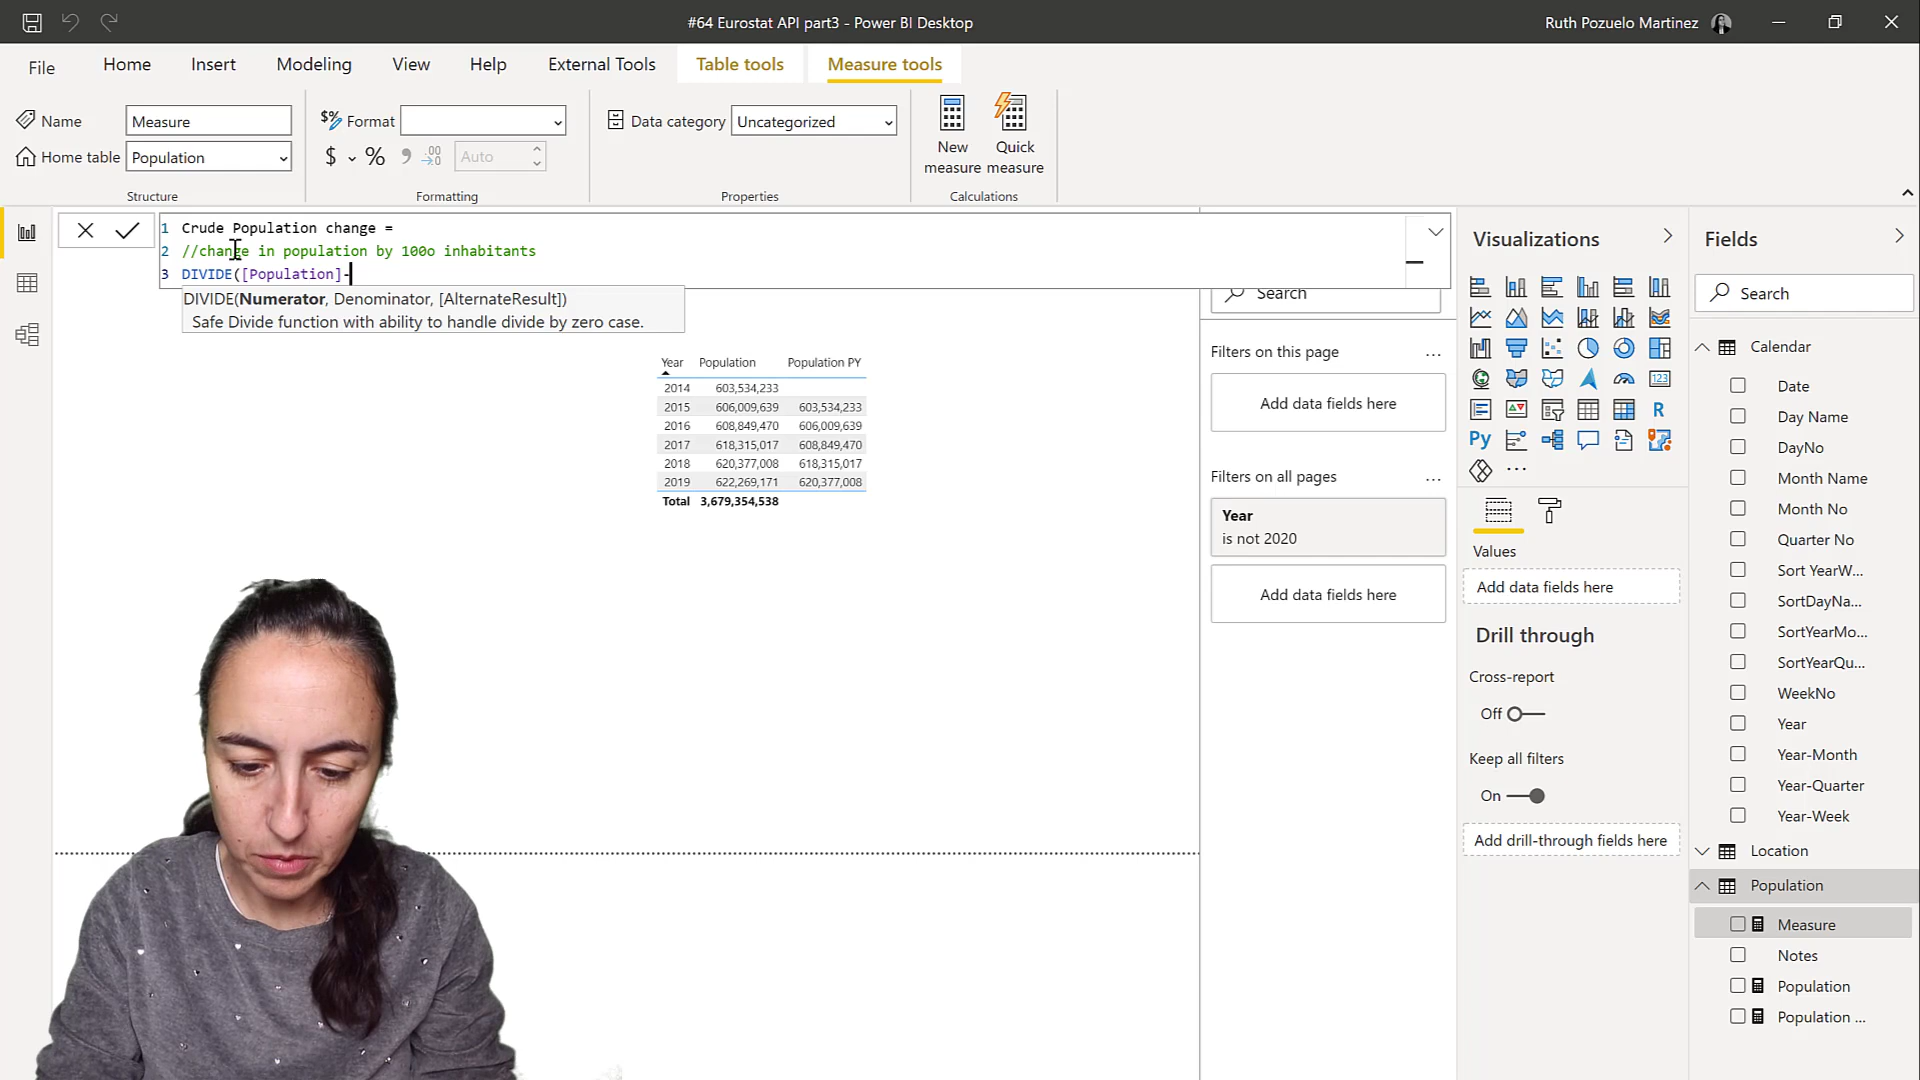 #64 Eurostat API part3 - Power BI Desktop
Ruth Pozuelo Martinez
File
Home
Insert
Modeling
View
Help
External Tools
Table tools
Measure tools
Name
Measure
Format
Data category
Uncategorized
New measure
Quick measure
Home table
Population
$
%
Auto
Structure
Formatting
Properties
Calculations
1 Crude Population change =
2 //change in population by 100o inhabitants
3 DIVIDE([Population]-
DIVIDE(Numerator, Denominator, [AlternateResult])
Safe Divide function with ability to handle divide by zero case.
Year Population Population PY
2014 603,534,233
2015 606,009,639 603,534,233
2016 608,849,470 606,009,639
2017 618,315,017 608,849,470
2018 620,377,008 618,315,017
2019 622,269,171 620,377,008
Total 3,679,354,538
Search
Filters on this page
...
Add data fields here
Filters on all pages
...
Year
is not 2020
Add data fields here
Visualizations
123
R
Py
...
Values
Add data fields here
Drill through
Cross-report
Off
Keep all filters
On
Add drill-through fields here
Fields
Search
Calendar
Date
Day Name
DayNo
Month Name
Month No
Quarter No
Sort YearW...
SortDayNa...
SortYearMo...
SortYearQu...
WeekNo
Year
Year-Month
Year-Quarter
Year-Week
Location
Population
Measure
Notes
Population
Population ...